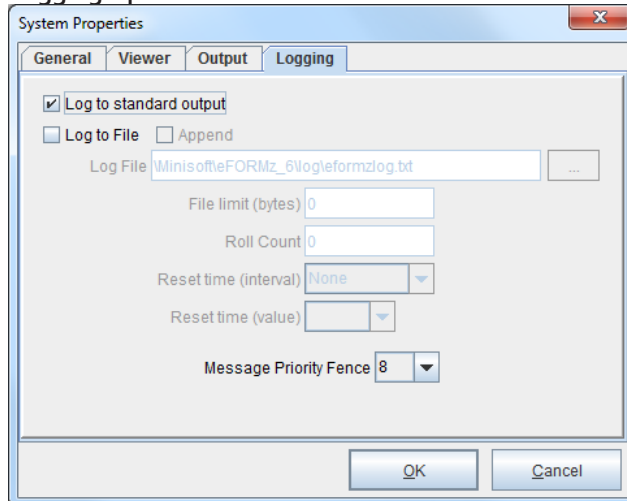 System Properties
General Viewer Output Logging
Log to standard output
Log to File Append
Log File \Minisoft\eFORMz_6\log\eformzlog.txt ...
File limit (bytes) 0
Roll Count 0
Reset time (interval) None
Reset time (value)
Message Priority Fence 8
OK Cancel